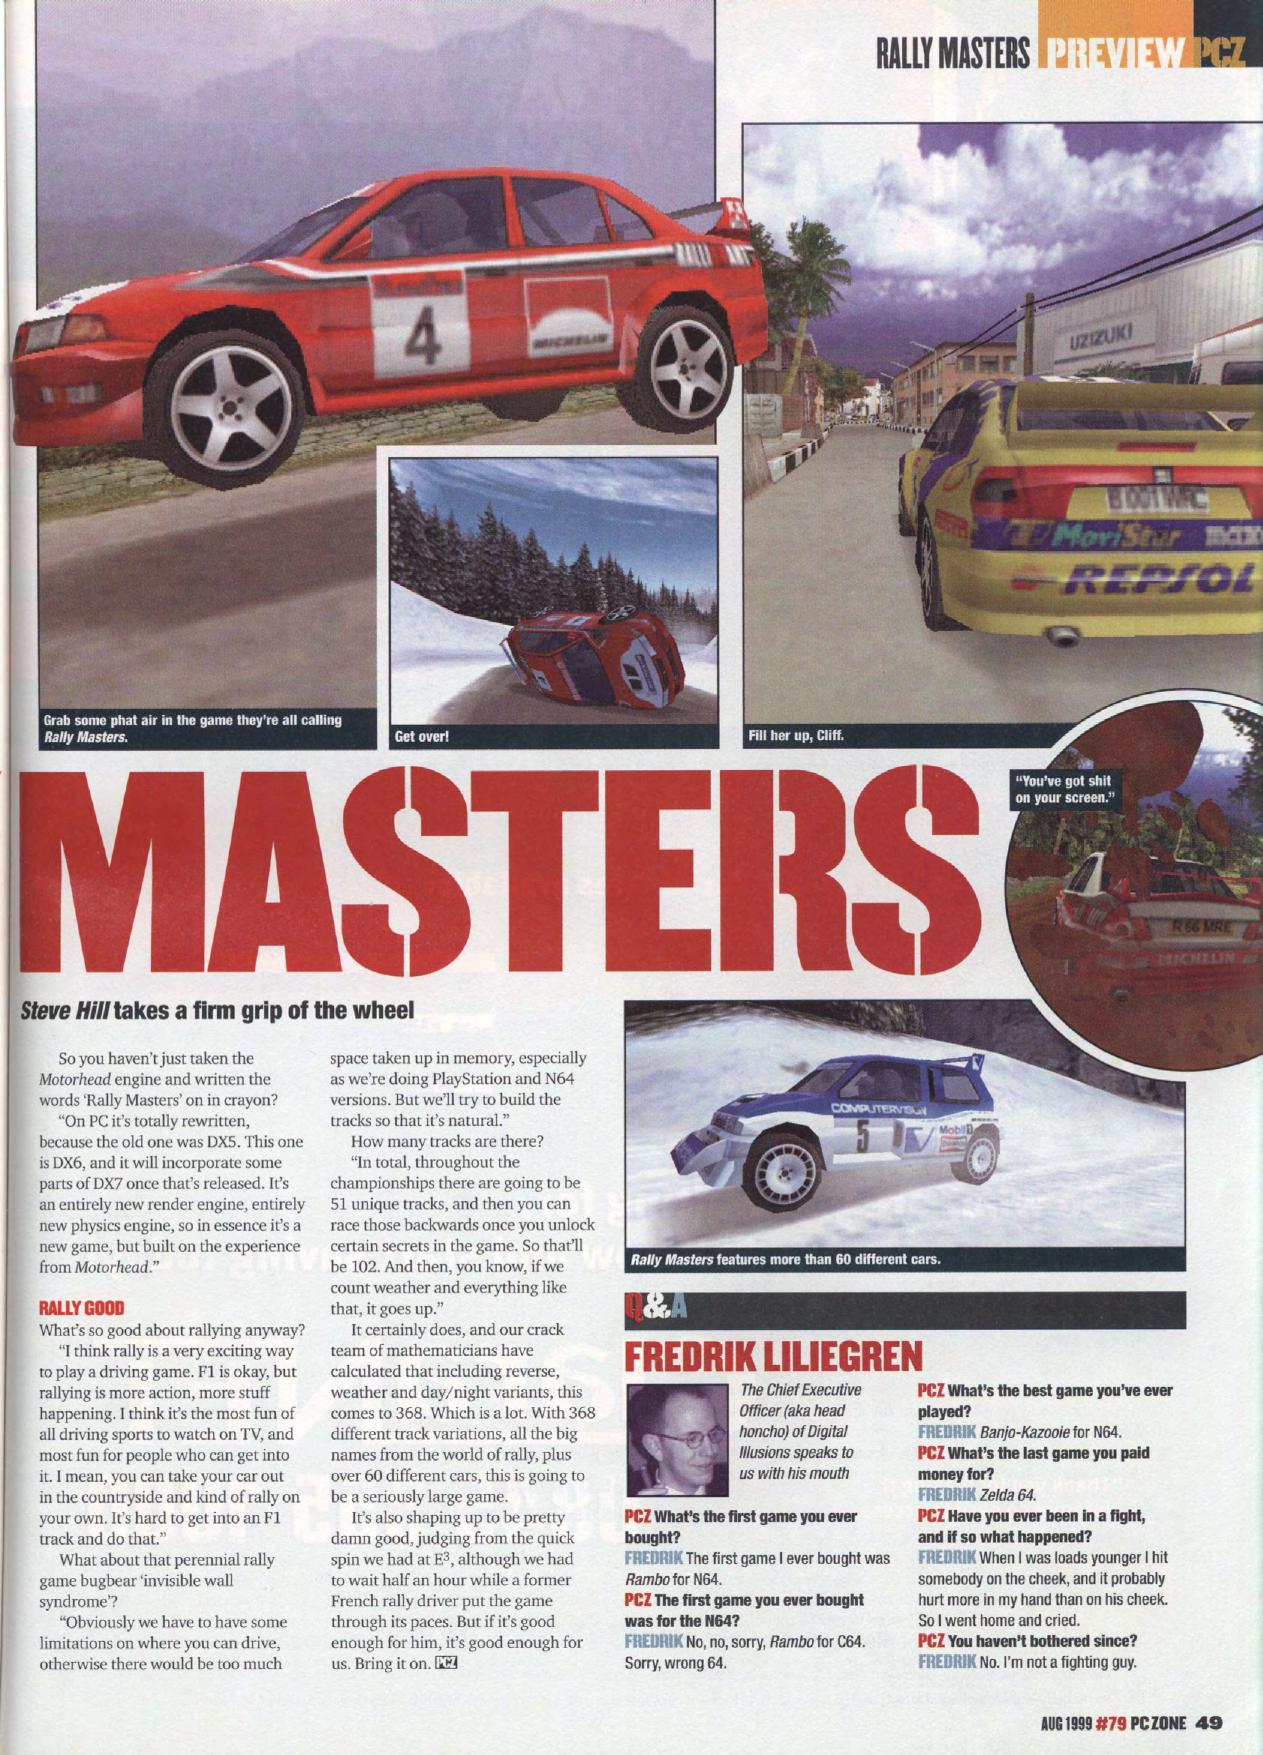 RALLY MASTERS PREVIEW PCZ
RALLI ART
4
MICHELIN
UZIZUKI
MoviStar
REPSOL
Grab some phat air in the game they're all calling
Rally Masters.
Get over!
Fill her up, Cliff.
"You've got shit
on your screen."
R66 MRE
MICHELIN
MASTERS
Steve Hill takes a firm grip of the wheel
So you haven't just taken the
Motorhead engine and written the
words 'Rally Masters' on in crayon?
"On PC it's totally rewritten,
because the old one was DX5. This one
is DX6, and it will incorporate some
parts of DX7 once that's released. It's
an entirely new render engine, entirely
new physics engine, so in essence it's a
new game, but built on the experience
from Motorhead."
RALLY GOOD
What's so good about rallying anyway?
"I think rally is a very exciting way
to play a driving game. F1 is okay, but
rallying is more action, more stuff
happening. I think it's the most fun of
all driving sports to watch on TV, and
most fun for people who can get into
it. I mean, you can take your car out
in the countryside and kind of rally on
your own. It's hard to get into an F1
track and do that."
What about that perennial rally
game bugbear 'invisible wall
syndrome'?
"Obviously we have to have some
limitations on where you can drive,
otherwise there would be too much
space taken up in memory, especially
as we're doing PlayStation and N64
versions. But we'll try to build the
tracks so that it's natural."
How many tracks are there?
"In total, throughout the
championships there are going to be
51 unique tracks, and then you can
race those backwards once you unlock
certain secrets in the game. So that'll
be 102. And then, you know, if we
count weather and everything like
that, it goes up."
It certainly does, and our crack
team of mathematicians have
calculated that including reverse,
weather and day/night variants, this
comes to 368. Which is a lot. With 368
different track variations, all the big
names from the world of rally, plus
over 60 different cars, this is going to
be a seriously large game.
It's also shaping up to be pretty
damn good, judging from the quick
spin we had at E³, although we had
to wait half an hour while a former
French rally driver put the game
through its paces. But if it's good
enough for him, it's good enough for
us. Bring it on. PCZ
COMPUTERVISION
5
Mobil 1
Rally Masters features more than 60 different cars.
Q&A
FREDRIK LILIEGREN
The Chief Executive
Officer (aka head
honcho) of Digital
Illusions speaks to
us with his mouth
PCZ What's the first game you ever
bought?
FREDRIK The first game I ever bought was
Rambo for N64.
PCZ The first game you ever bought
was for the N64?
FREDRIK No, no, sorry, Rambo for C64.
Sorry, wrong 64.
PCZ What's the best game you've ever
played?
FREDRIK Banjo-Kazooie for N64.
PCZ What's the last game you paid
money for?
FREDRIK Zelda 64.
PCZ Have you ever been in a fight,
and if so what happened?
FREDRIK When I was loads younger I hit
somebody on the cheek, and it probably
hurt more in my hand than on his cheek.
So I went home and cried.
PCZ You haven't bothered since?
FREDRIK No. I'm not a fighting guy.
AUG 1999 #79 PC ZONE 49